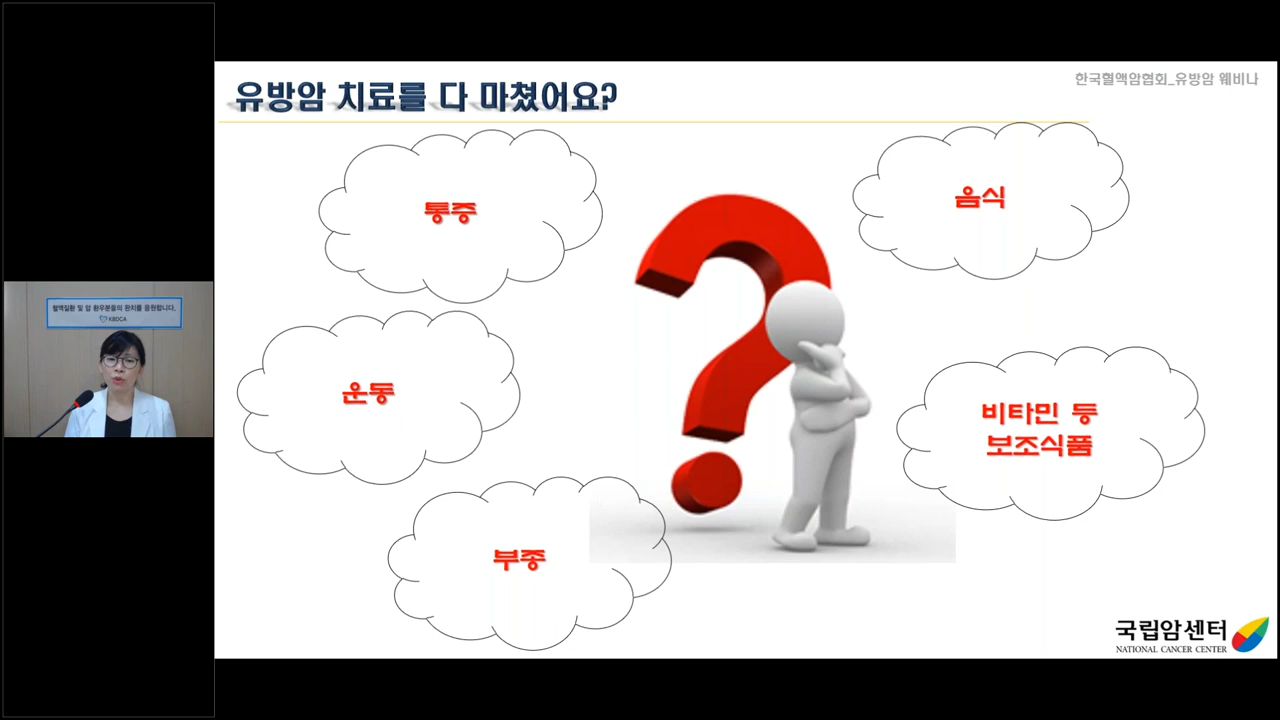 유방암 치료를 다 마쳤어요?
한국혈액암협회_유방암 웨비나
통증
음식
운동
비타민 등
보조식품
부종
혈액질환 및 암 환우분들의 완치를 응원합니다.
KBDCA
국립암센터
NATIONAL CANCER CENTER